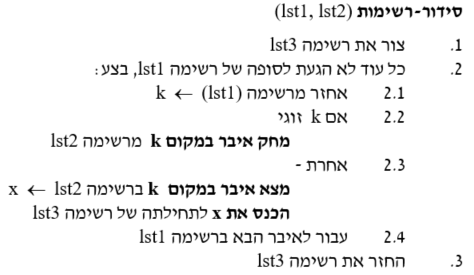 סידור-רשימות (lst1, lst2)
1. צור את רשימה lst3
2. כל עוד לא הגעת לסופה של רשימה lst1, בצע:
2.1 אחזר מרשימה (lst1) → k
2.2 אם k זוגי
מחק איבר במקום k מרשימה lst2
2.3 אחרת -
מצא איבר במקום k ברשימה lst2 → x
הכנס את x לתחילתה של רשימה lst3
2.4 עבור לאיבר הבא ברשימה lst1
3. החזר את רשימה lst3